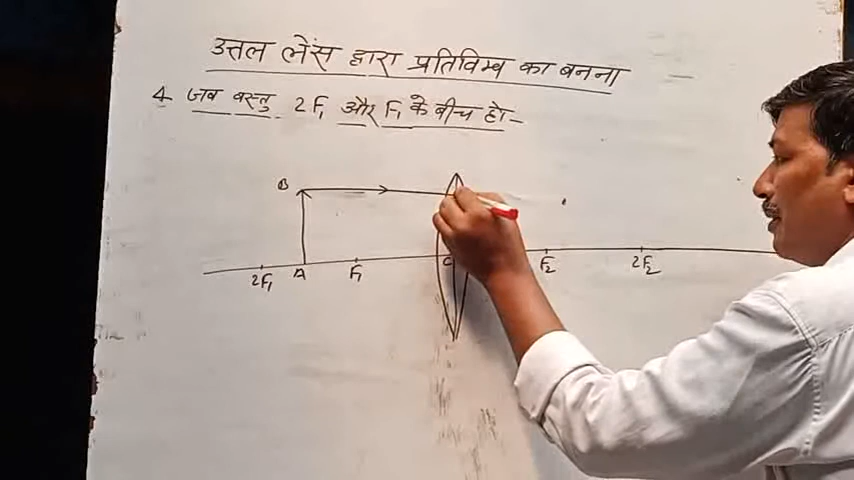 उत्तल लेंस द्वारा प्रतिविम्ब का बनना
4 जब वस्तु 2F₁ और F₁ के बीच हो-
B
2F₁ A F₁ C F₂ 2F₂